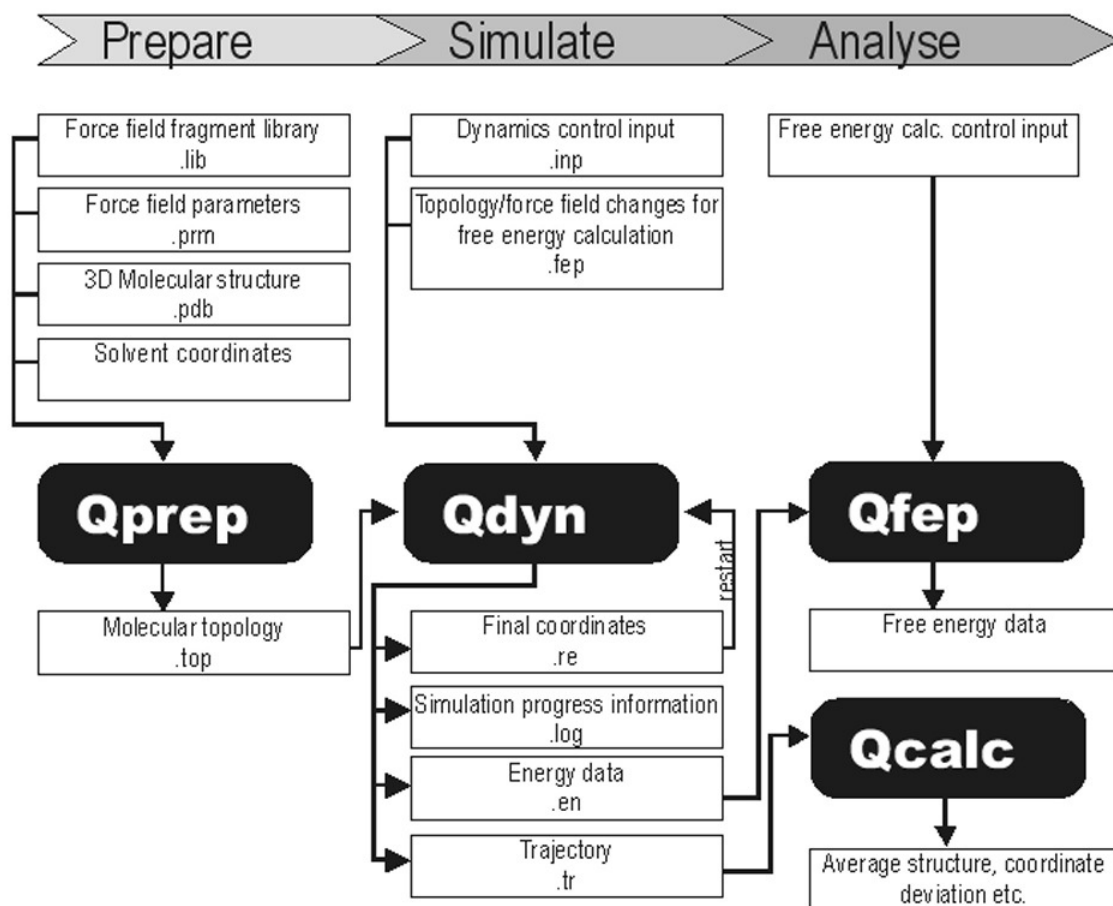 Prepare
Simulate
Analyse
Force field fragment library
.lib
Force field parameters
.prm
3D Molecular structure
.pdb
Solvent coordinates
Dynamics control input
.inp
Topology/force field changes for
free energy calculation
.fep
Free energy calc. control input
Qprep
Qdyn
Qfep
restart
Molecular topology
.top
Final coordinates
.re
Simulation progress information
.log
Energy data
.en
Trajectory
.tr
Free energy data
Qcalc
Average structure, coordinate
deviation etc.